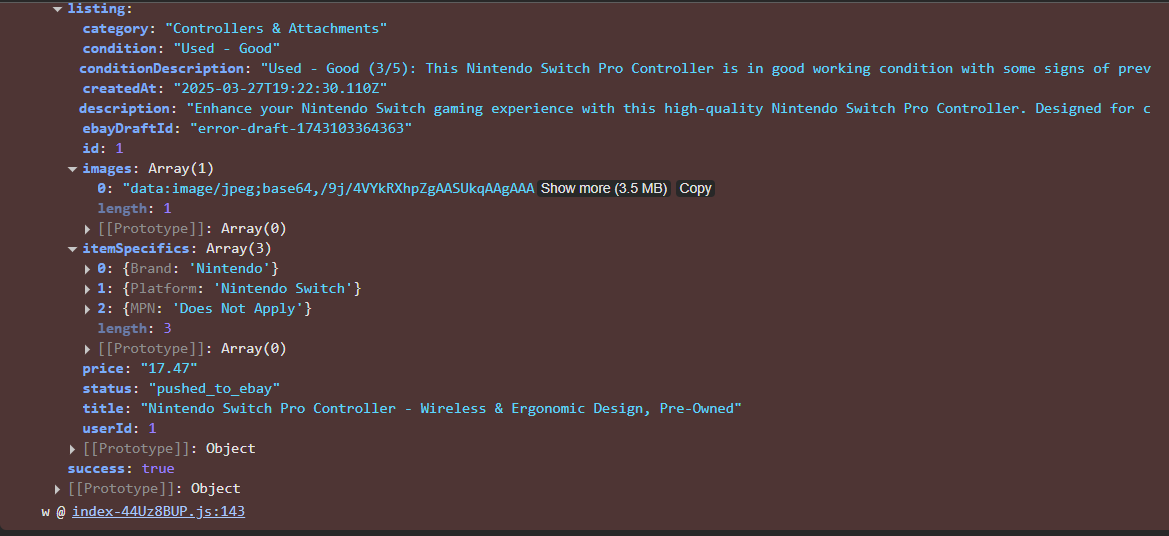 listing:
category: "Controllers & Attachments"
condition: "Used - Good"
conditionDescription: "Used - Good (3/5): This Nintendo Switch Pro Controller is in good working condition with some signs of prev
createdAt: "2025-03-27T19:22:30.110Z"
description: "Enhance your Nintendo Switch gaming experience with this high-quality Nintendo Switch Pro Controller. Designed for c
ebayDraftId: "error-draft-1743103364363"
id: 1
images: Array(1)
0: "data:image/jpeg;base64,/9j/4VYkRXhpZgAASUkqAAgAAA Show more (3.5 MB) Copy
length: 1
[[Prototype]]: Array(0)
itemSpecifics: Array(3)
0: {Brand: 'Nintendo'}
1: {Platform: 'Nintendo Switch'}
2: {MPN: 'Does Not Apply'}
length: 3
[[Prototype]]: Array(0)
price: "17.47"
status: "pushed_to_ebay"
title: "Nintendo Switch Pro Controller - Wireless & Ergonomic Design, Pre-Owned"
userId: 1
[[Prototype]]: Object
success: true
[[Prototype]]: Object
w @ index-44Uz8BUP.js:143